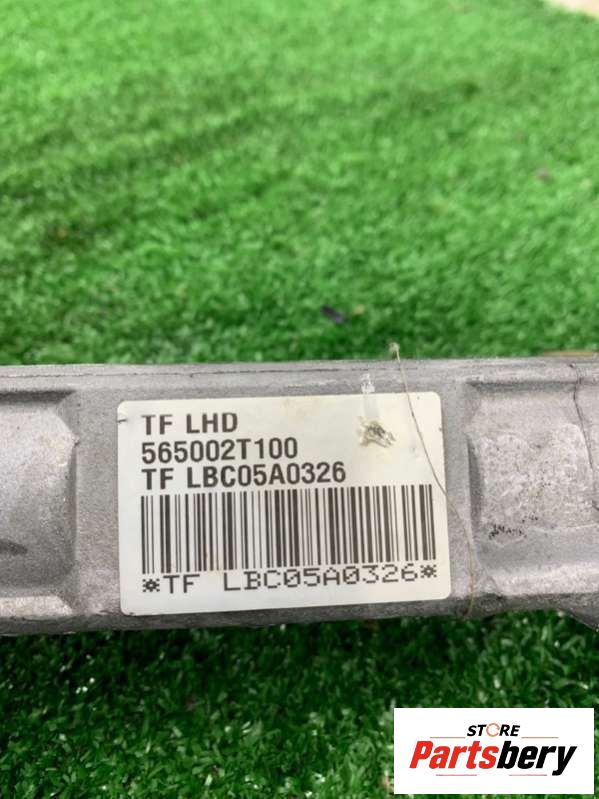 TF LHD
565002T100
TF LBC05A0326
*TF LBC05A0326*
STORE
Partsbery